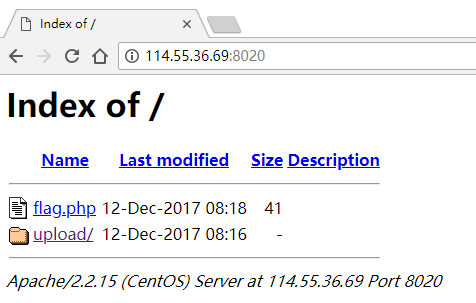 Index of /
114.55.36.69:8020
Index of /
Name Last modified Size Description
flag.php 12-Dec-2017 08:18 41
upload/ 12-Dec-2017 08:16 -
Apache/2.2.15 (CentOS) Server at 114.55.36.69 Port 8020